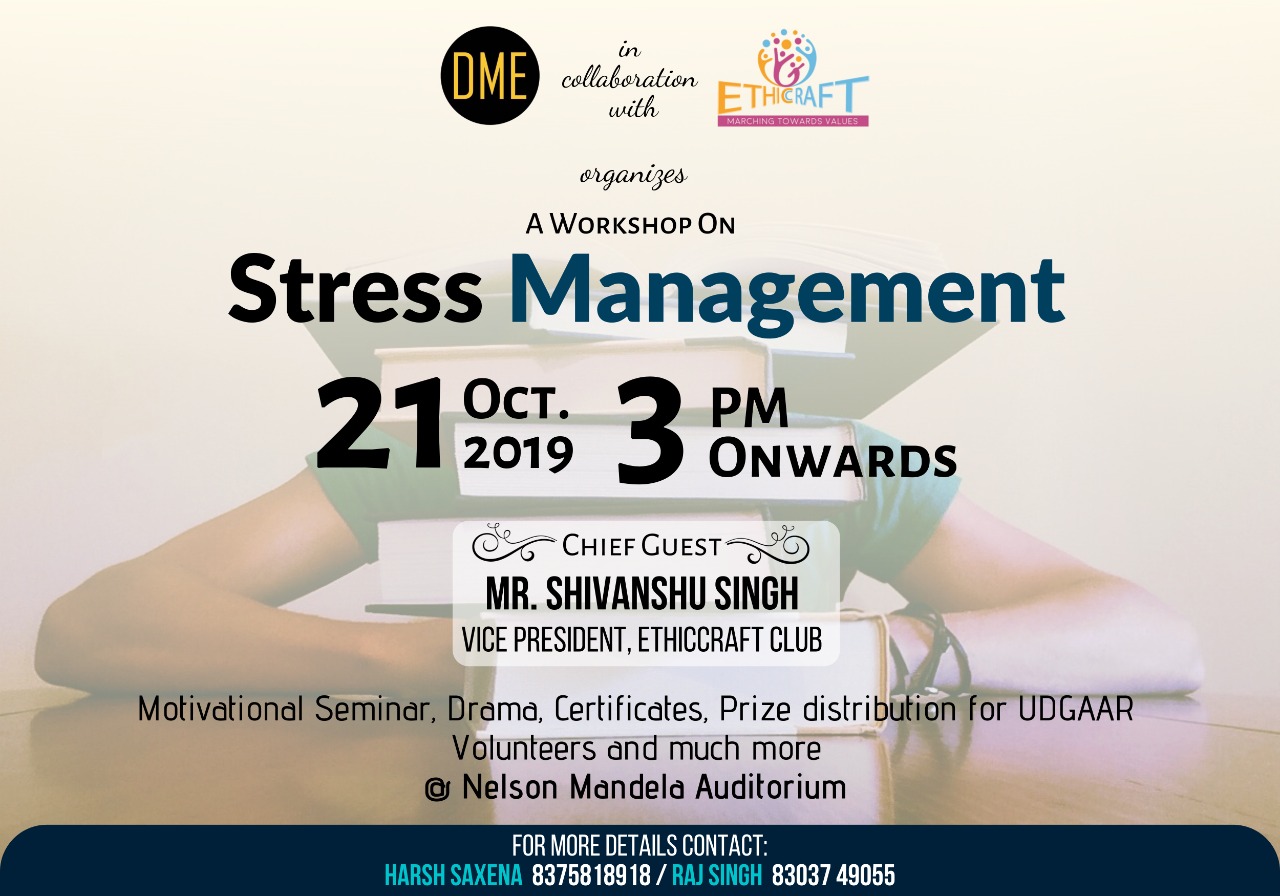 DME
in
collaboration
with
ETHICCRAFT
MARCHING TOWARDS VALUES
organizes
A WORKSHOP ON
Stress Management
21 OCT. 2019 3 PM ONWARDS
CHIEF GUEST
MR. SHIVANSHU SINGH
VICE PRESIDENT, ETHICCRAFT CLUB
Motivational Seminar, Drama, Certificates, Prize distribution for UDGAAR
Volunteers and much more
@ Nelson Mandela Auditorium
FOR MORE DETAILS CONTACT:
HARSH SAXENA 8375818918 / RAJ SINGH 83037 49055